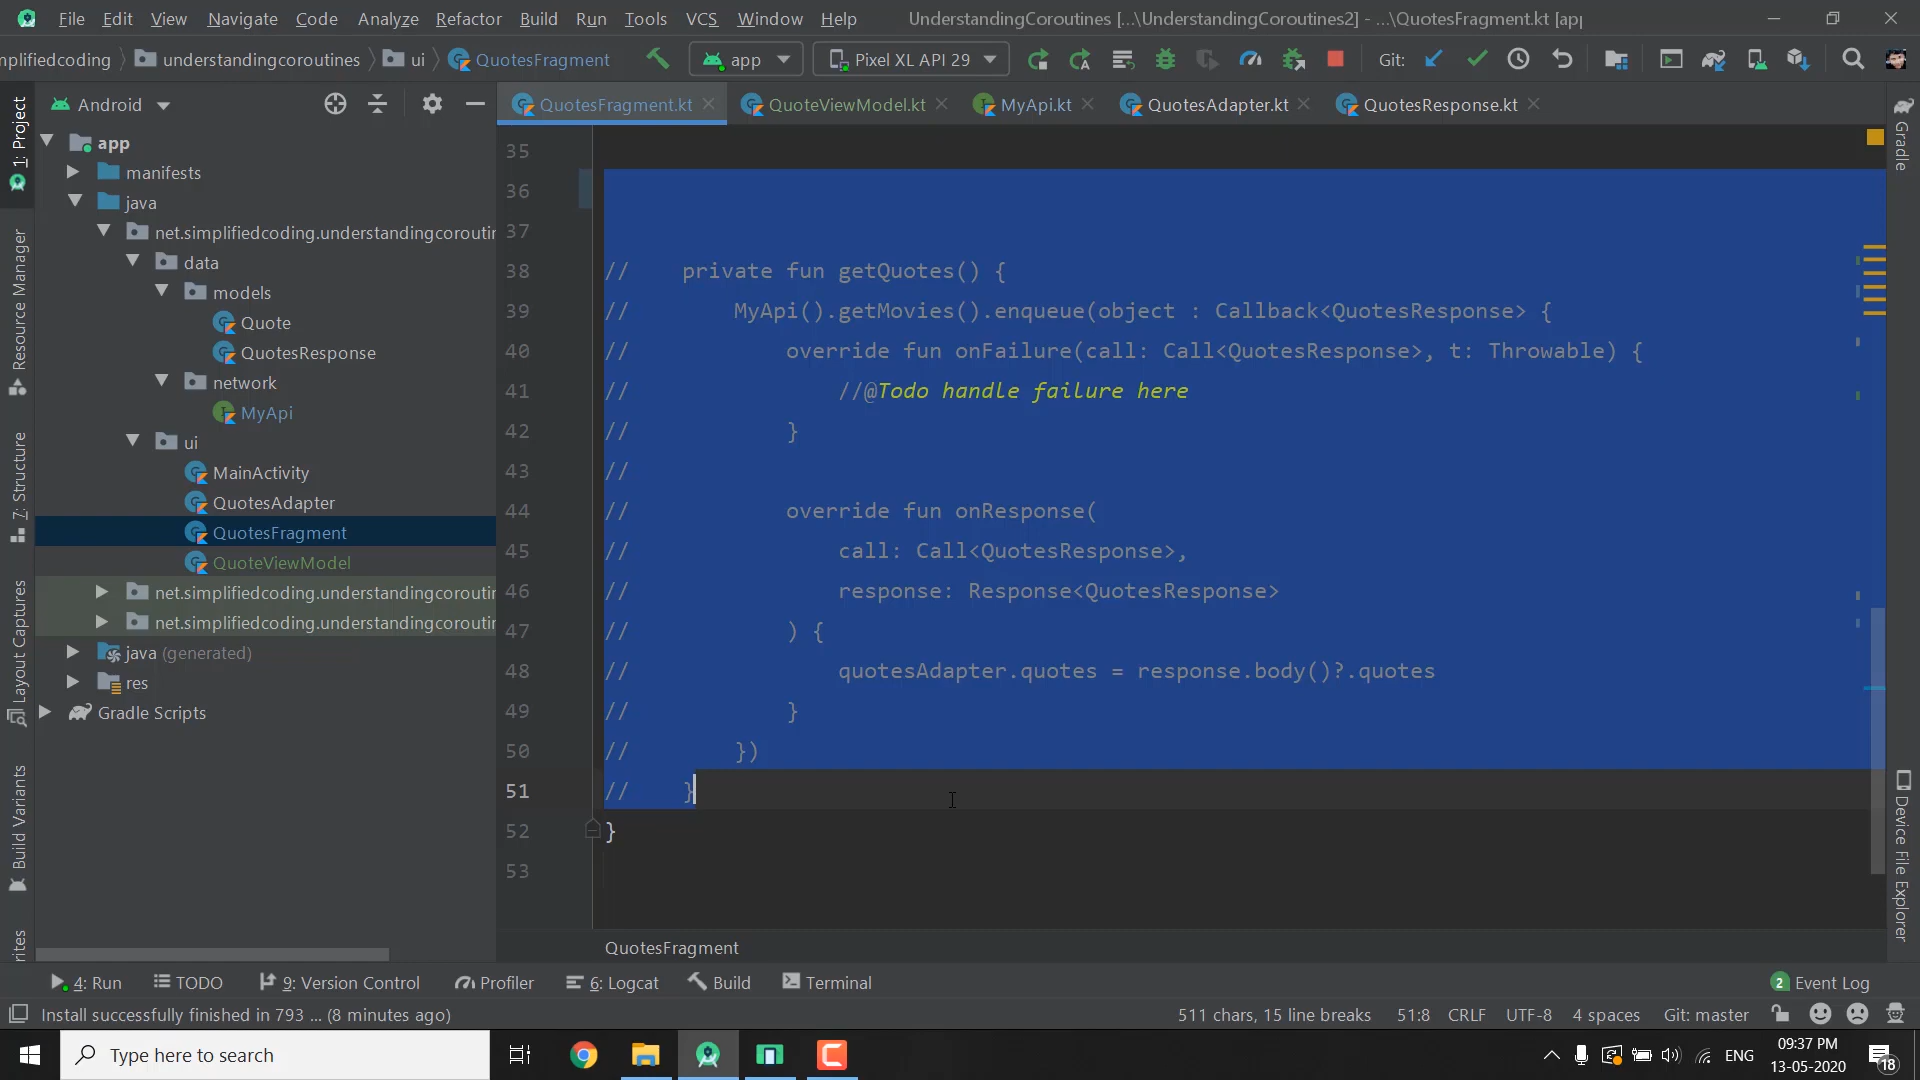 File Edit View Navigate Code Analyze Refactor Build Run Tools VCS Window Help UnderstandingCoroutines [...\UnderstandingCoroutines2] - ...\QuotesFragment.kt [app
nplifiedcoding understandingcoroutines ui QuotesFragment app Pixel XL API 29 Git:
Android
QuotesFragment.kt QuoteViewModel.kt MyApi.kt QuotesAdapter.kt QuotesResponse.kt
1: Project
Resource Manager
Z: Structure
Layout Captures
Build Variants
rites
app
manifests
java
net.simplifiedcoding.understandingcoroutin
data
models
Quote
QuotesResponse
network
MyApi
ui
MainActivity
QuotesAdapter
QuotesFragment
QuoteViewModel
net.simplifiedcoding.understandingcoroutin
net.simplifiedcoding.understandingcoroutin
java (generated)
res
Gradle Scripts
35
36
37
38 // private fun getQuotes() {
39 // MyApi().getMovies().enqueue(object : Callback<QuotesResponse> {
40 // override fun onFailure(call: Call<QuotesResponse>, t: Throwable) {
41 // //@Todo handle failure here
42 // }
43 //
44 // override fun onResponse(
45 // call: Call<QuotesResponse>,
46 // response: Response<QuotesResponse>
47 // ) {
48 // quotesAdapter.quotes = response.body()?.quotes
49 // }
50 // })
51 // }
52 }
53
QuotesFragment
Gradle
Device File Explorer
4: Run TODO 9: Version Control Profiler 6: Logcat Build Terminal 2 Event Log
Install successfully finished in 793 ... (8 minutes ago) 511 chars, 15 line breaks 51:8 CRLF UTF-8 4 spaces Git: master
Type here to search
ENG
09:37 PM
13-05-2020
18